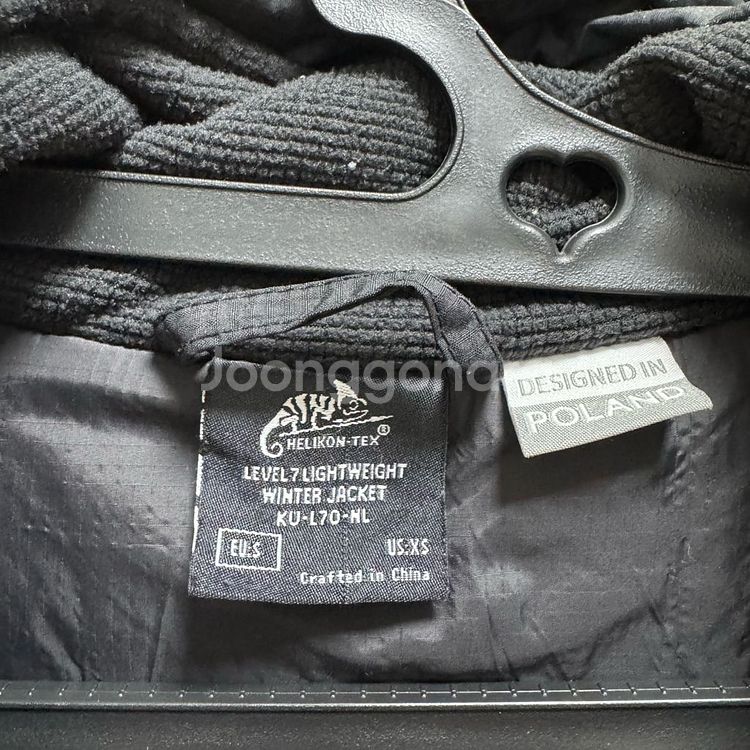 Joonggona
HELIKON-TEX®
LEVEL 7 LIGHTWEIGHT
WINTER JACKET
KU-L70-NL
EU:S US:XS
Crafted in China
DESIGNED IN
POLAND